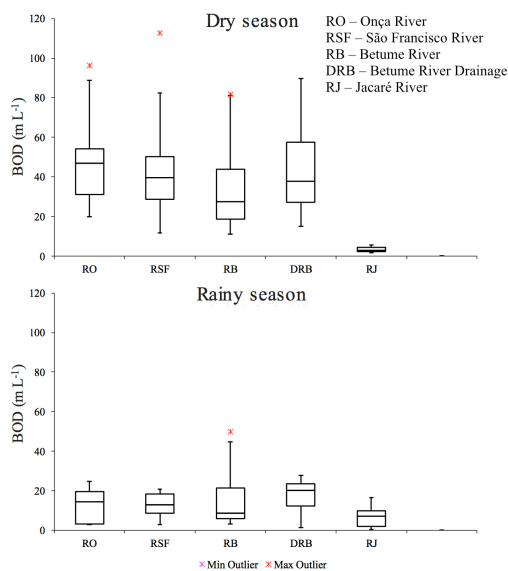 Dry season
RO – Onça River
RSF – São Francisco River
RB – Betume River
DRB – Betume River Drainage
RJ – Jacaré River
BOD (m L-1)
120
100
80
60
40
20
0
RO RSF RB DRB RJ
Rainy season
BOD (m L-1)
120
100
80
60
40
20
0
RO RSF RB DRB RJ
Min Outlier Max Outlier